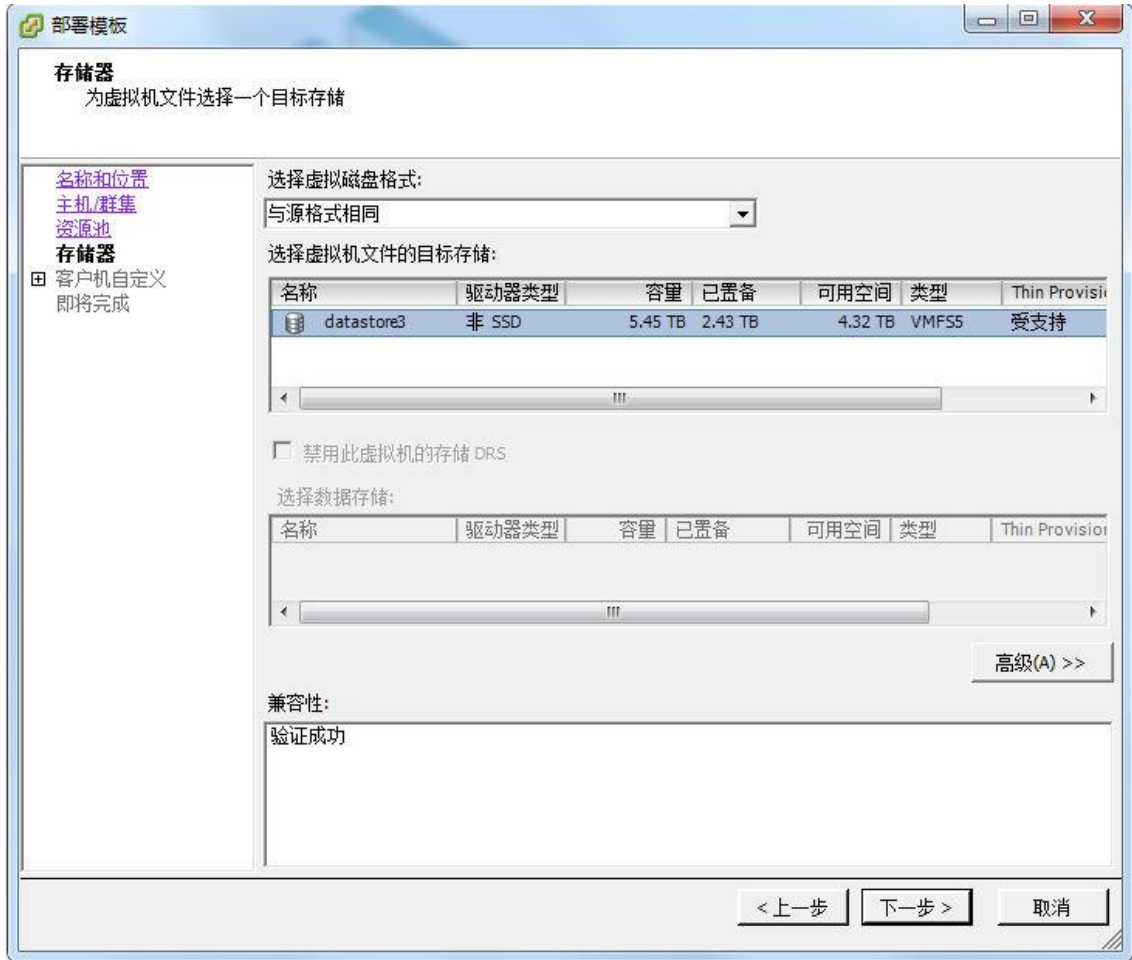 部署模板
存储器
为虚拟机文件选择一个目标存储
名称和位置
主机/群集
资源池
存储器
客户机自定义
即将完成
选择虚拟磁盘格式:
与源格式相同
选择虚拟机文件的目标存储:
名称 驱动器类型 容量 已置备 可用空间 类型 Thin Provisi
datastore3 非 SSD 5.45 TB 2.43 TB 4.32 TB VMFS5 受支持
禁用此虚拟机的存储 DRS
选择数据存储:
名称 驱动器类型 容量 已置备 可用空间 类型 Thin Provision
高级(A) >>
兼容性:
验证成功
<上一步 下一步 > 取消